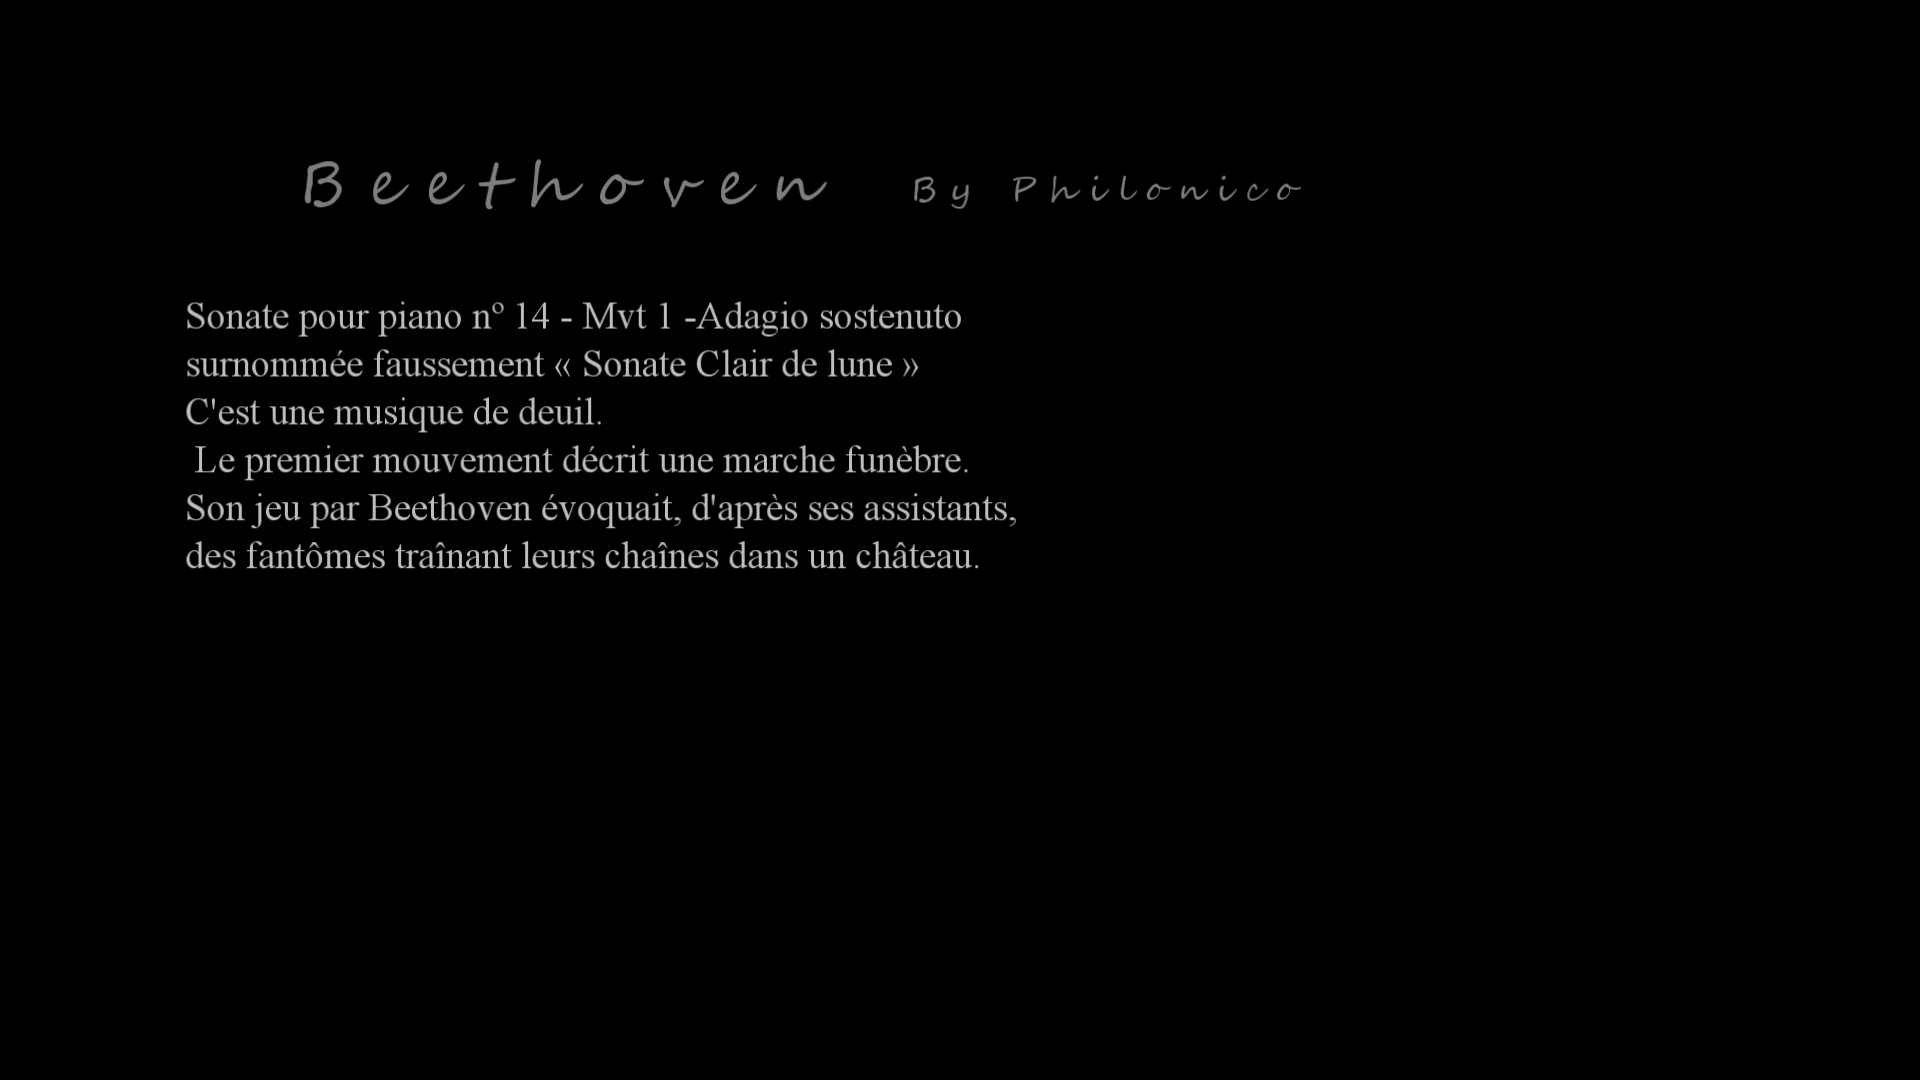 Beethoven By Philonico
Sonate pour piano nº 14 - Mvt 1 -Adagio sostenuto
surnommée faussement « Sonate Clair de lune »
C'est une musique de deuil.
Le premier mouvement décrit une marche funèbre.
Son jeu par Beethoven évoquait, d'après ses assistants,
des fantômes traînant leurs chaînes dans un château.